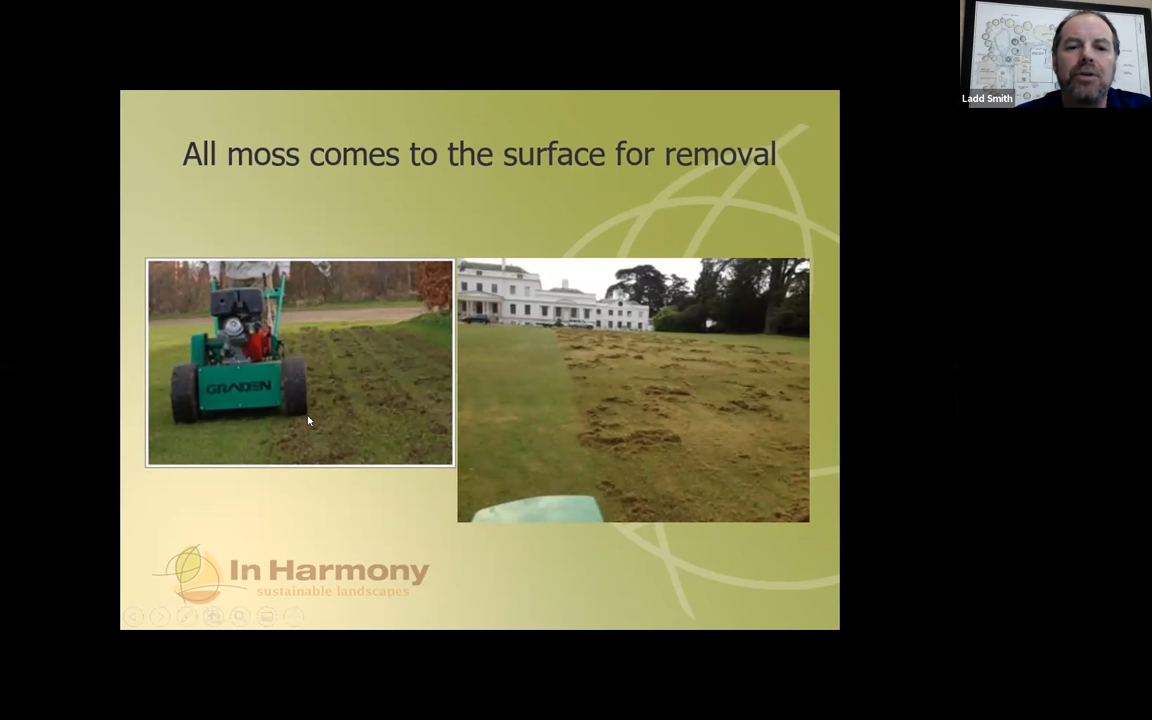 Ladd Smith
All moss comes to the surface for removal
GRADEN
In Harmony
sustainable landscapes